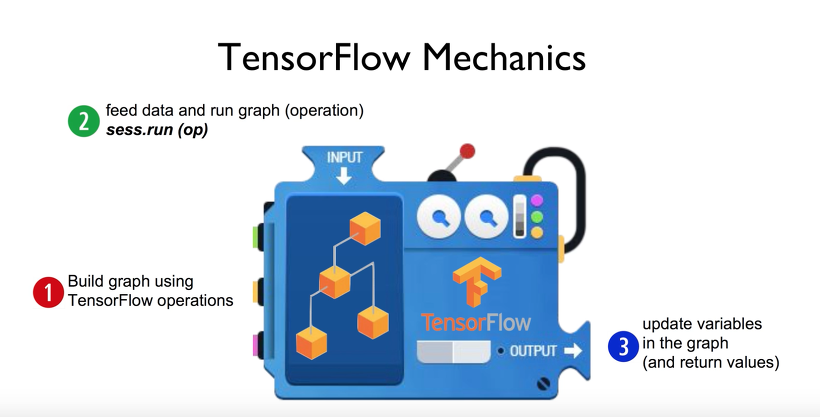 TensorFlow Mechanics
2
feed data and run graph (operation)
sess.run (op)
INPUT
1
Build graph using
TensorFlow operations
TensorFlow
OUTPUT
3
update variables
in the graph
(and return values)